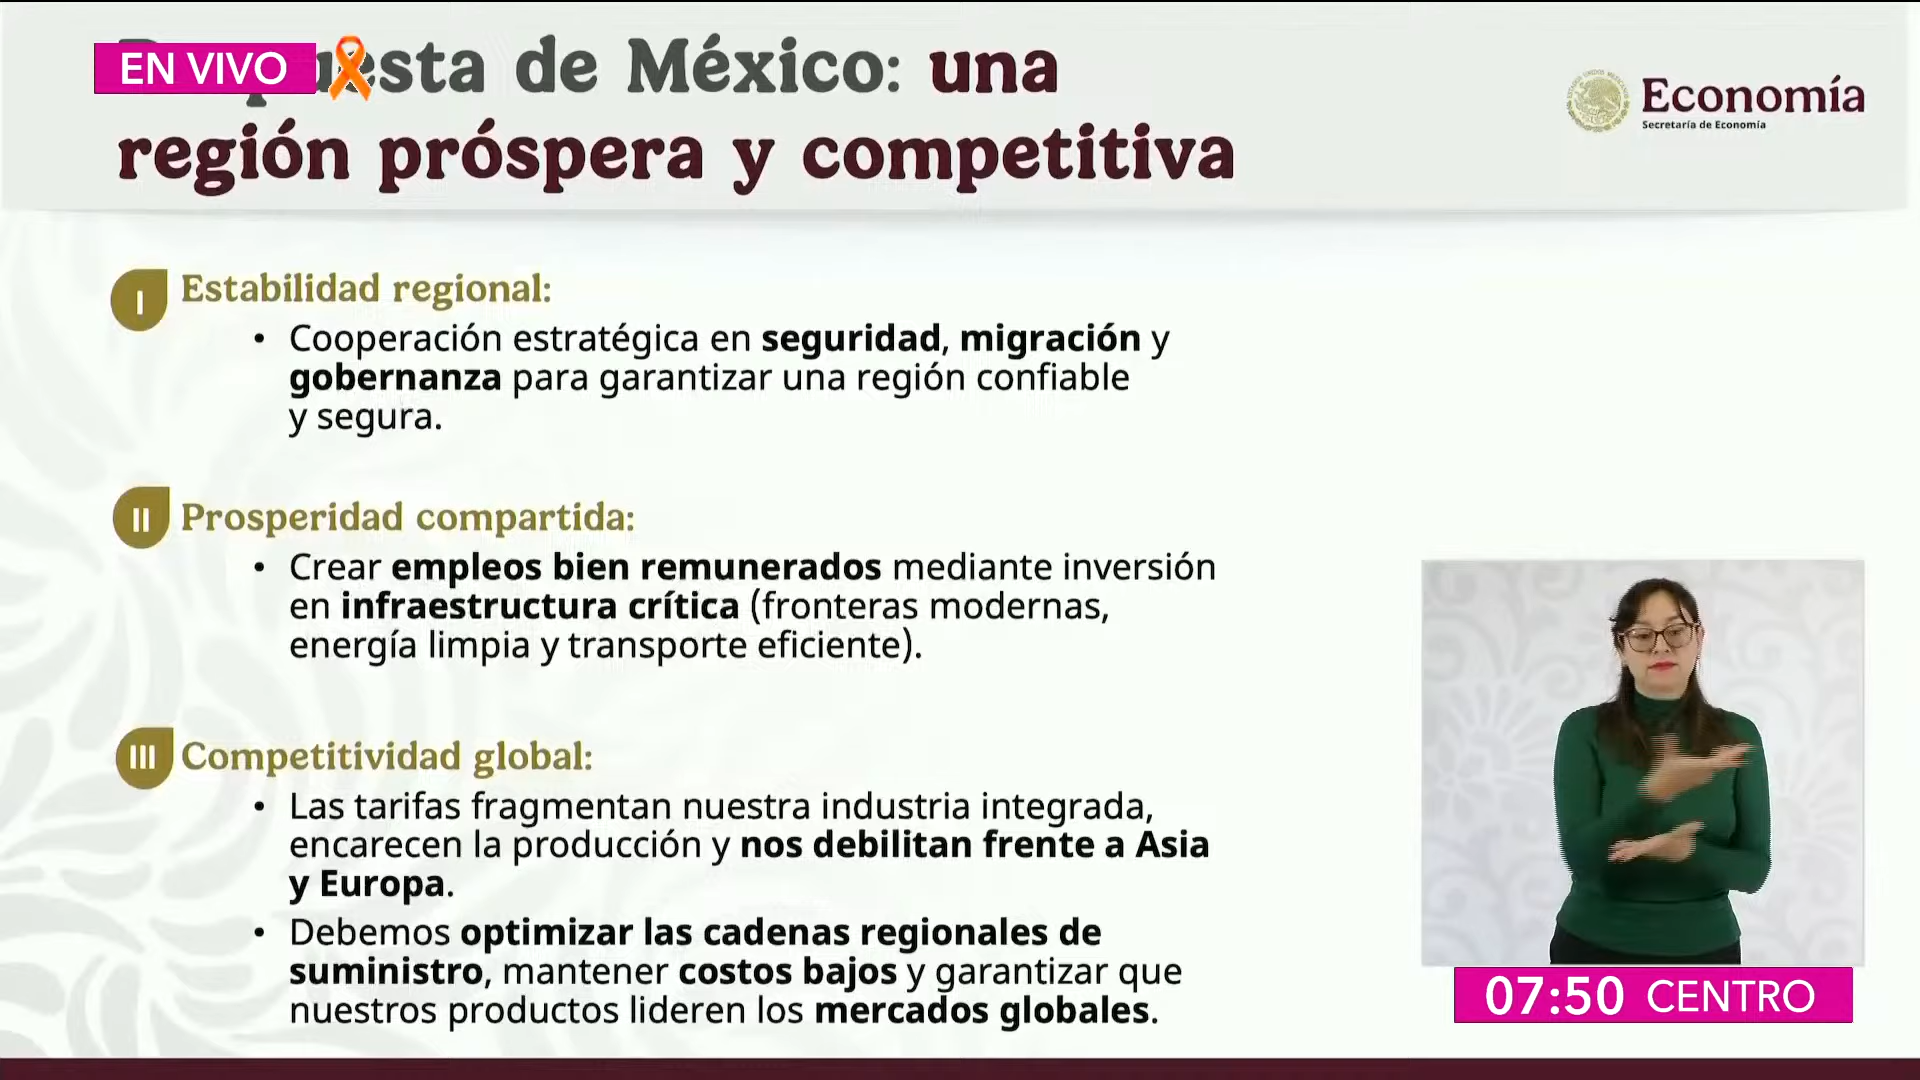 EN VIVO
de México: una
región próspera y competitiva
Economía
Secretaría de Economía
I
Estabilidad regional:
• Cooperación estratégica en seguridad, migración y
gobernanza para garantizar una región confiable
y segura.
II
Prosperidad compartida:
• Crear empleos bien remunerados mediante inversión
en infraestructura crítica (fronteras modernas,
energía limpia y transporte eficiente).
III
Competitividad global:
• Las tarifas fragmentan nuestra industria integrada,
encarecen la producción y nos debilitan frente a Asia
y Europa.
• Debemos optimizar las cadenas regionales de
suministro, mantener costos bajos y garantizar que
nuestros productos lideren los mercados globales.
07:50 CENTRO